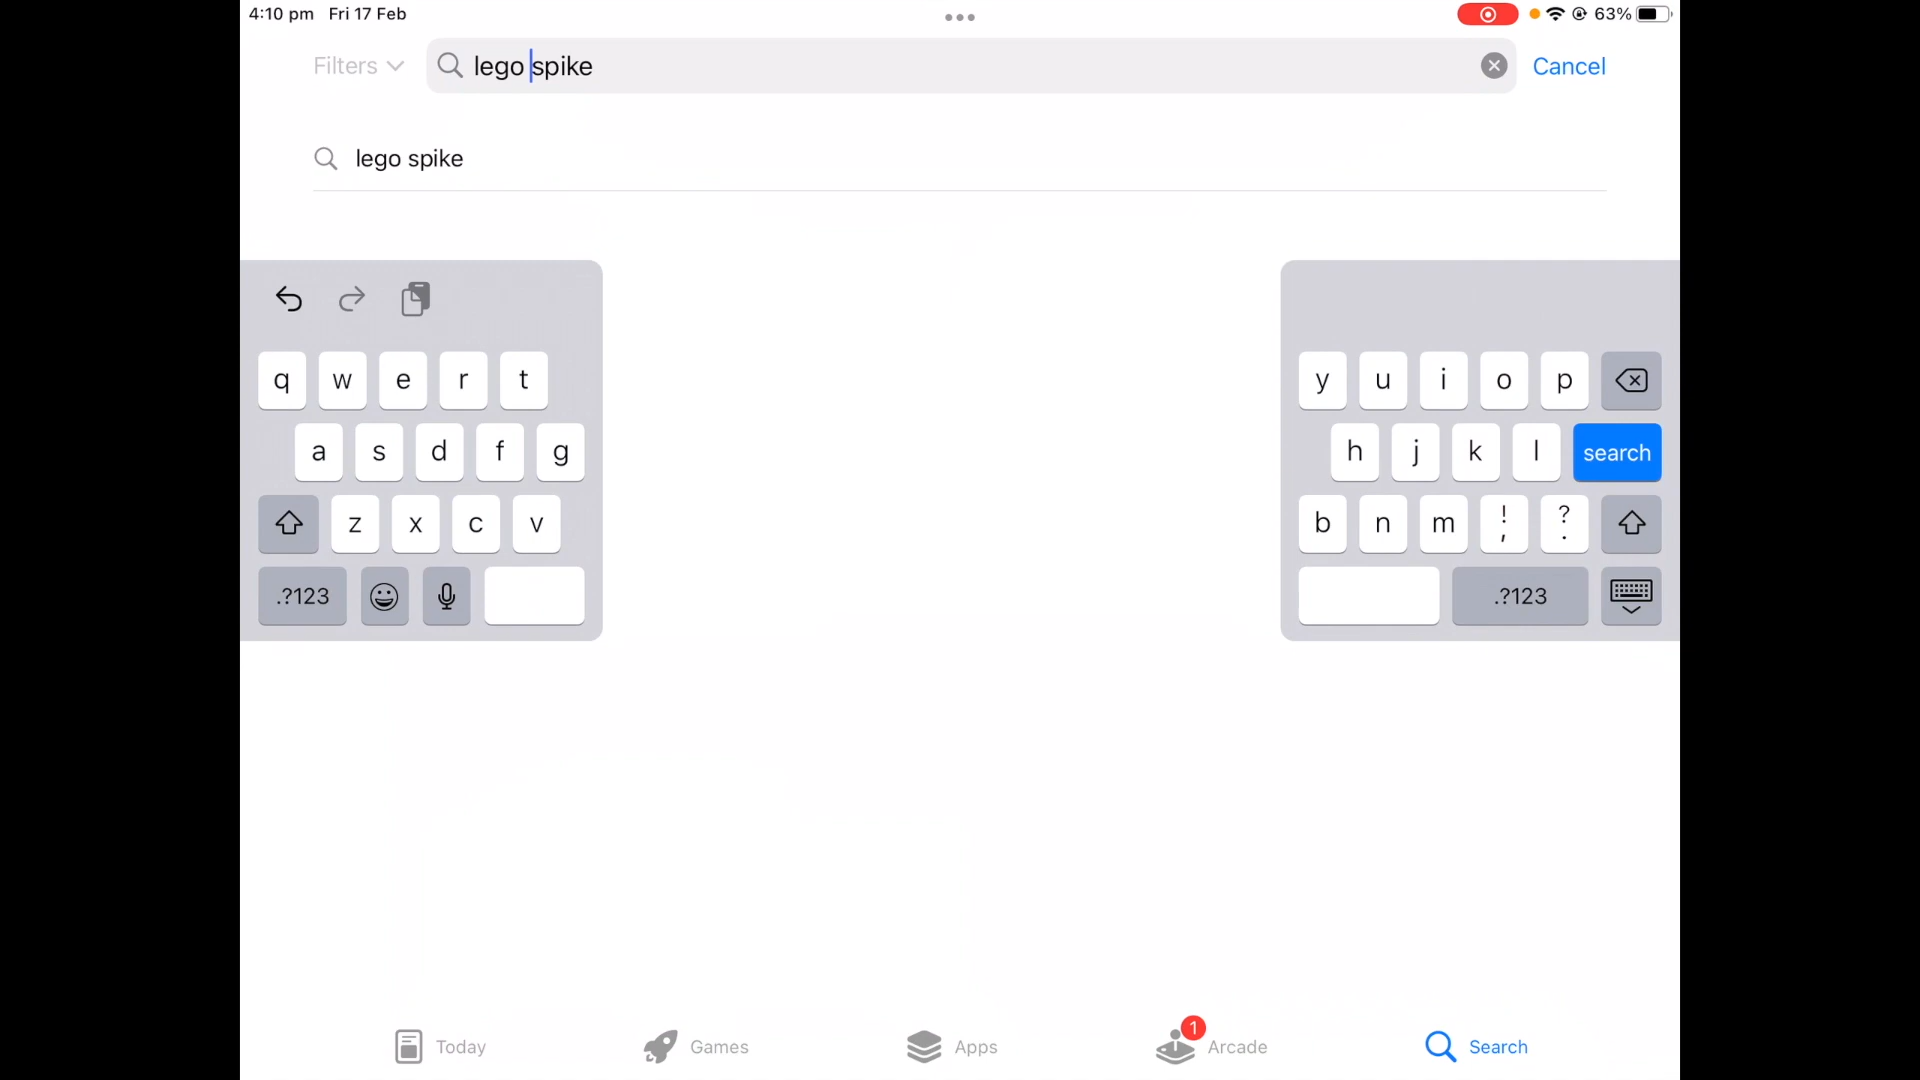 4:10 pm Fri 17 Feb
63%
Filters
lego spike
Cancel
lego spike
q w e r t
y u i o p
a s d f g
h j k l search
z x c v
b n m ! , ? .
.?123
.?123
Today
Games
Apps
1
Arcade
Search